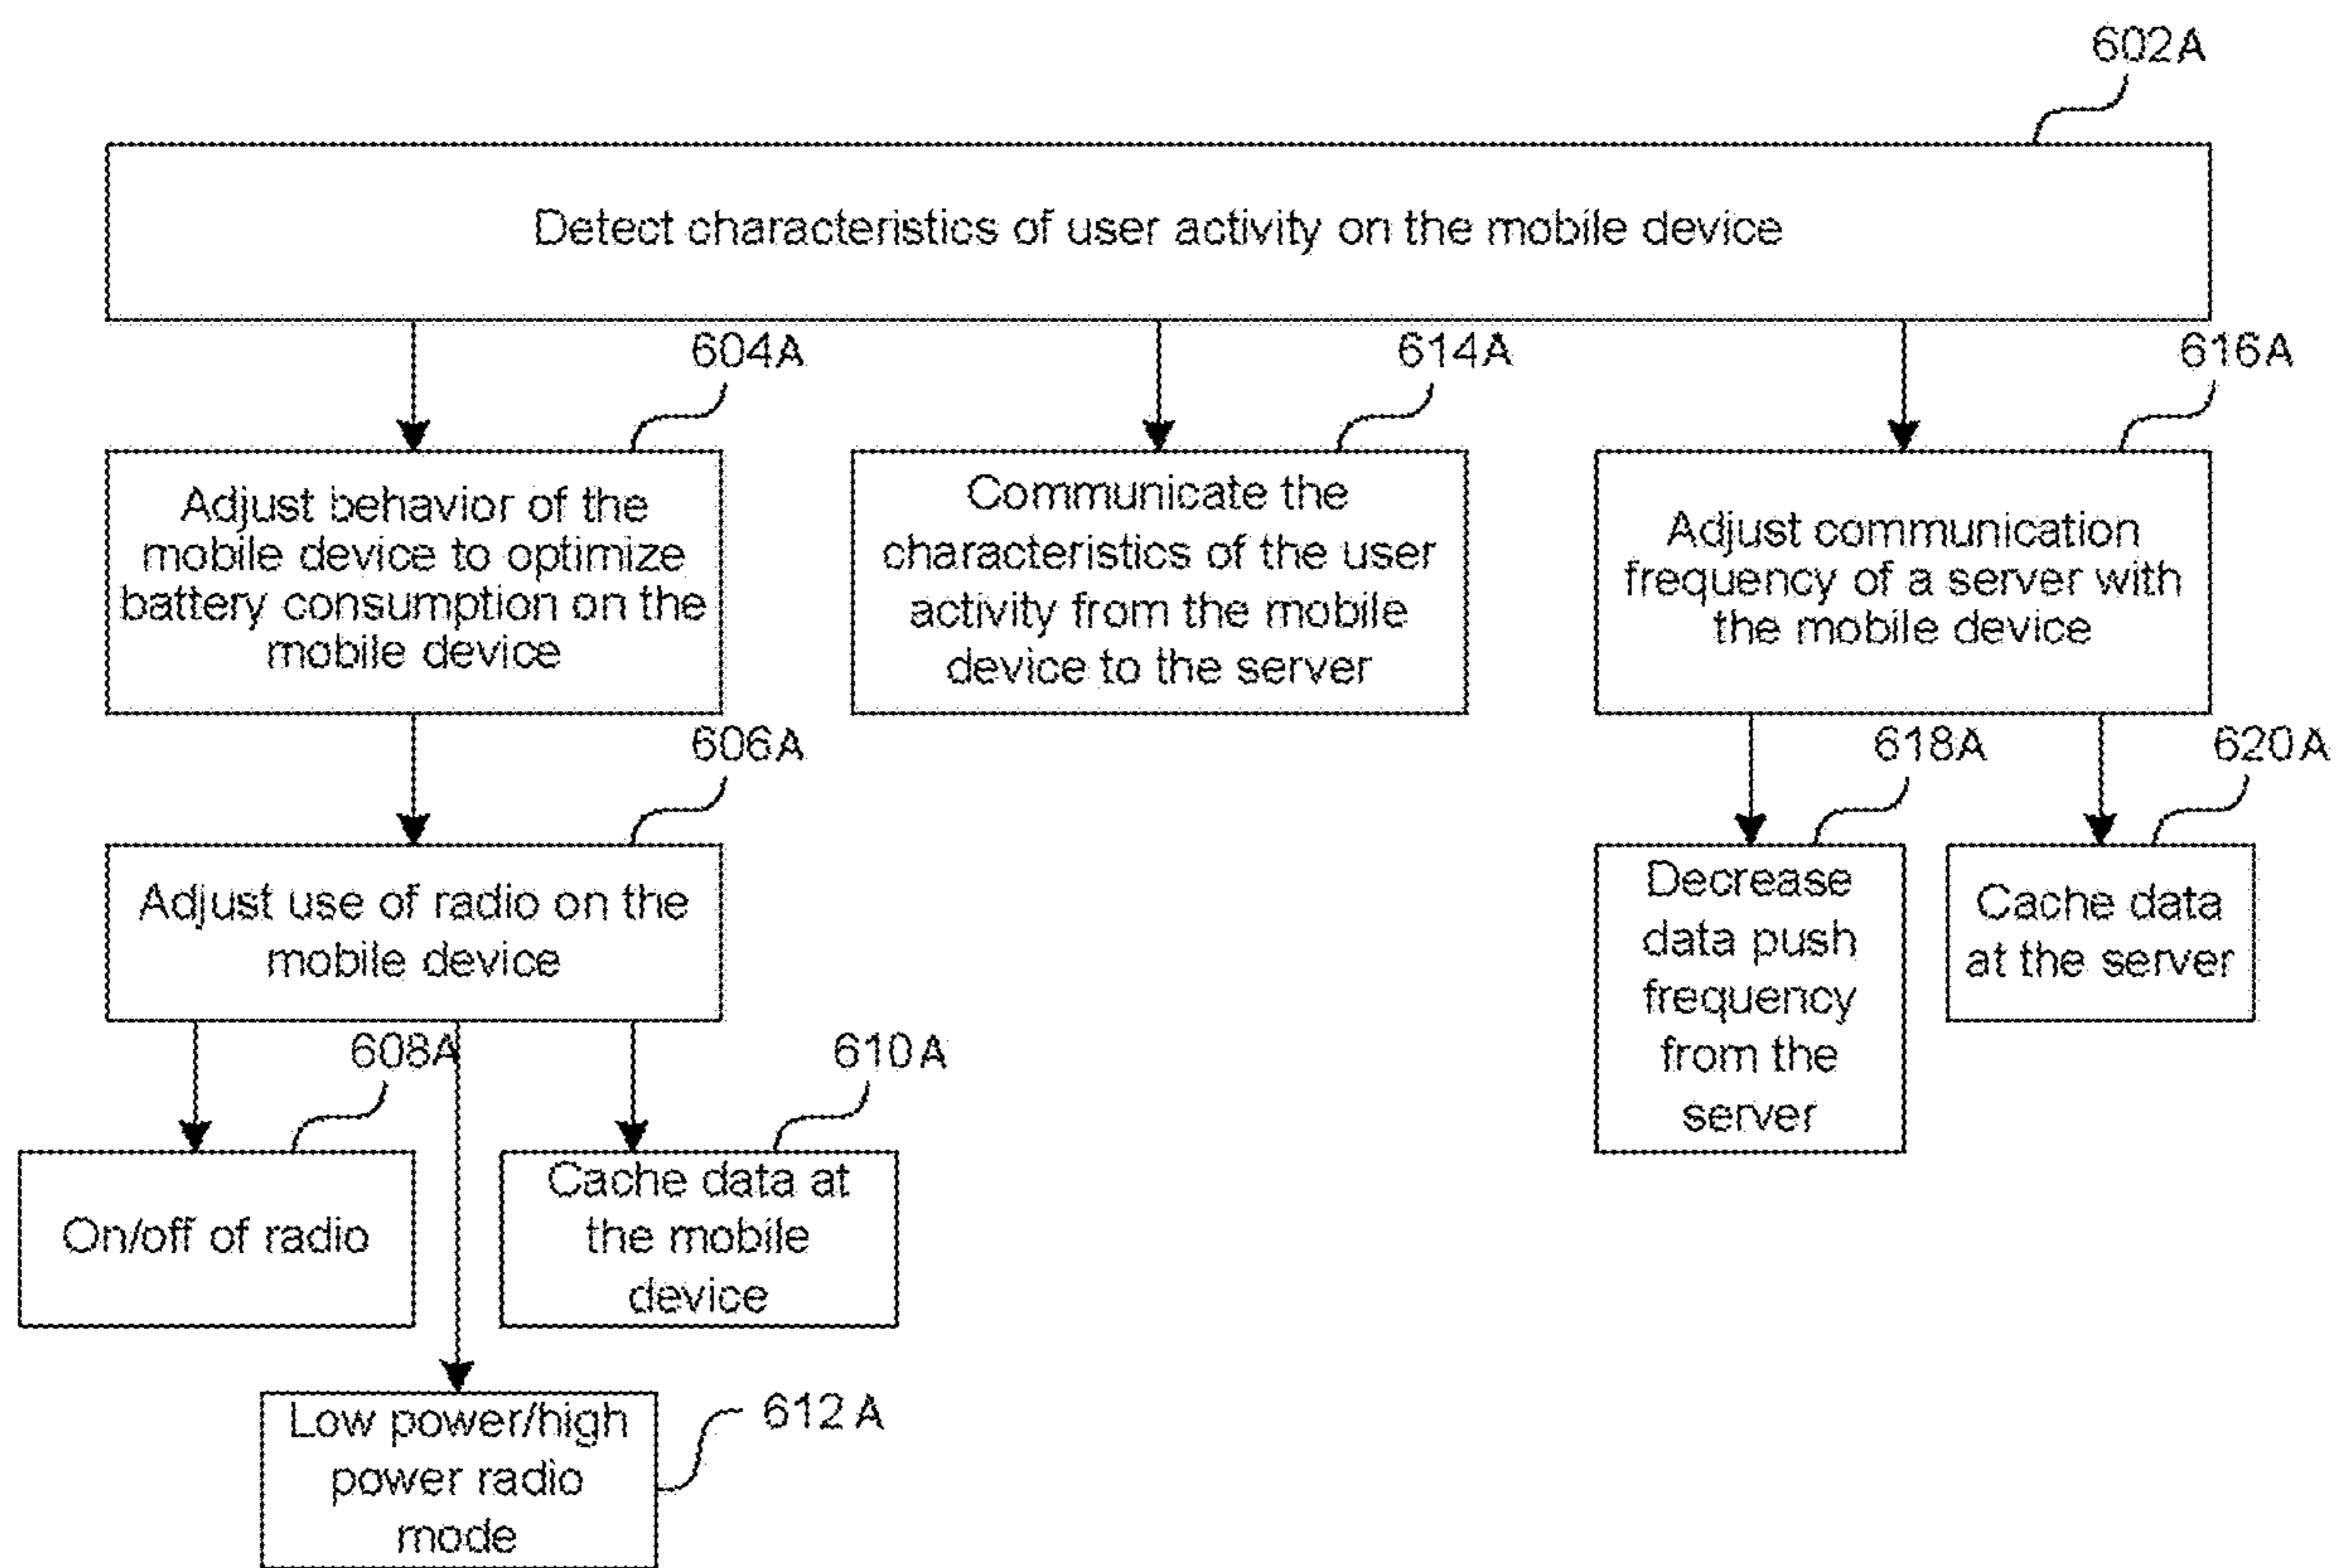 602A
Detect characteristics of user activity on the mobile device
604A
614A
616A
Adjust behavior of the
mobile device to optimize
battery consumption on the
mobile device
Communicate the
characteristics of the user
activity from the mobile
device to the server
Adjust communication
frequency of a server with
the mobile device
606A
618A
620A
Adjust use of radio on the
mobile device
Decrease
data push
frequency
from the
server
Cache data
at the server
608A
610A
On/off of radio
Cache data at
the mobile
device
Low power/high
power radio
mode
612A